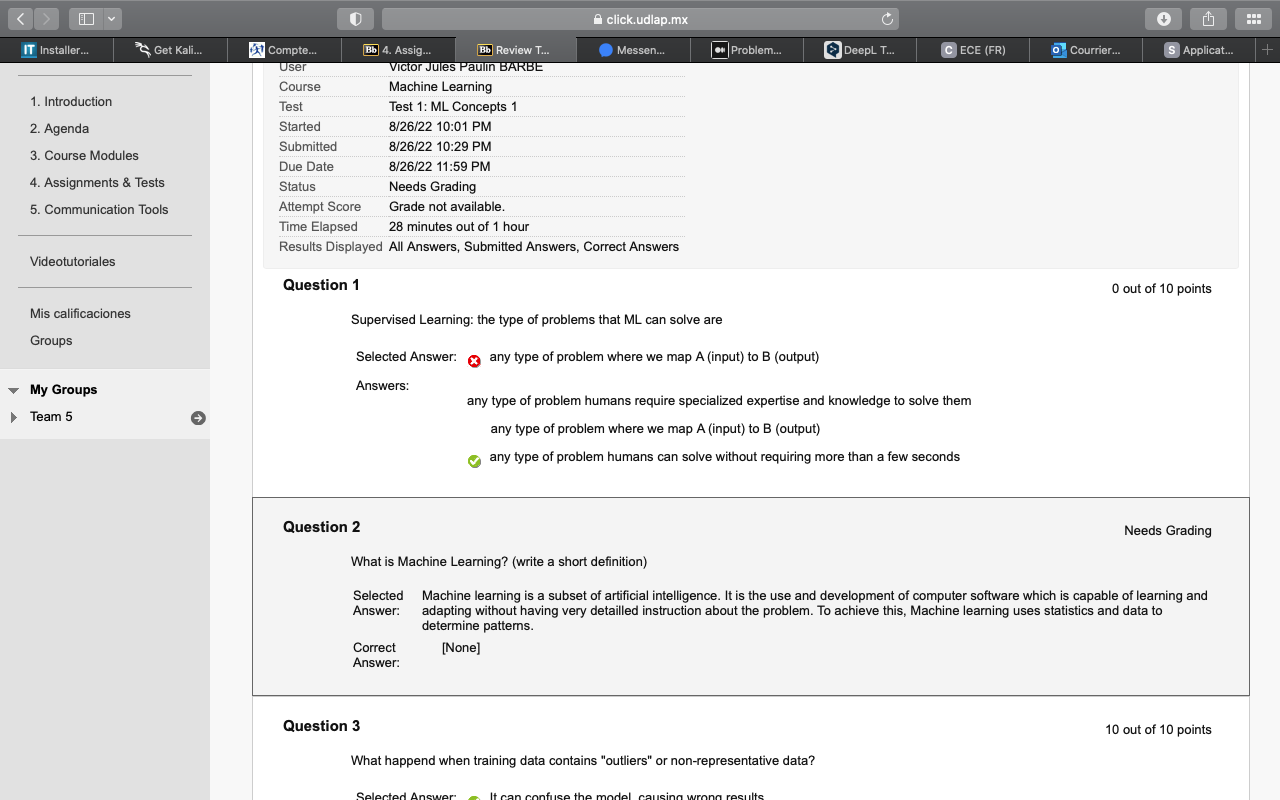 click.udlap.mx
IT Installer...
Get Kali...
Compte...
Bb 4. Assig...
Bb Review T...
Messen...
Problem...
DeepL T...
C ECE (FR)
Courrier...
S Applicat...
1. Introduction
2. Agenda
3. Course Modules
4. Assignments & Tests
5. Communication Tools
Videotutoriales
Mis calificaciones
Groups
My Groups
Team 5
User Victor Jules Paulin BARBE
Course Machine Learning
Test Test 1: ML Concepts 1
Started 8/26/22 10:01 PM
Submitted 8/26/22 10:29 PM
Due Date 8/26/22 11:59 PM
Status Needs Grading
Attempt Score Grade not available.
Time Elapsed 28 minutes out of 1 hour
Results Displayed All Answers, Submitted Answers, Correct Answers
Question 1 0 out of 10 points
Supervised Learning: the type of problems that ML can solve are
Selected Answer: any type of problem where we map A (input) to B (output)
Answers:
any type of problem humans require specialized expertise and knowledge to solve them
any type of problem where we map A (input) to B (output)
any type of problem humans can solve without requiring more than a few seconds
Question 2 Needs Grading
What is Machine Learning? (write a short definition)
Selected Answer: Machine learning is a subset of artificial intelligence. It is the use and development of computer software which is capable of learning and
adapting without having very detailled instruction about the problem. To achieve this, Machine learning uses statistics and data to
determine patterns.
Correct Answer: [None]
Question 3 10 out of 10 points
What happend when training data contains "outliers" or non-representative data?
Selected Answer: It can confuse the model, causing wrong results